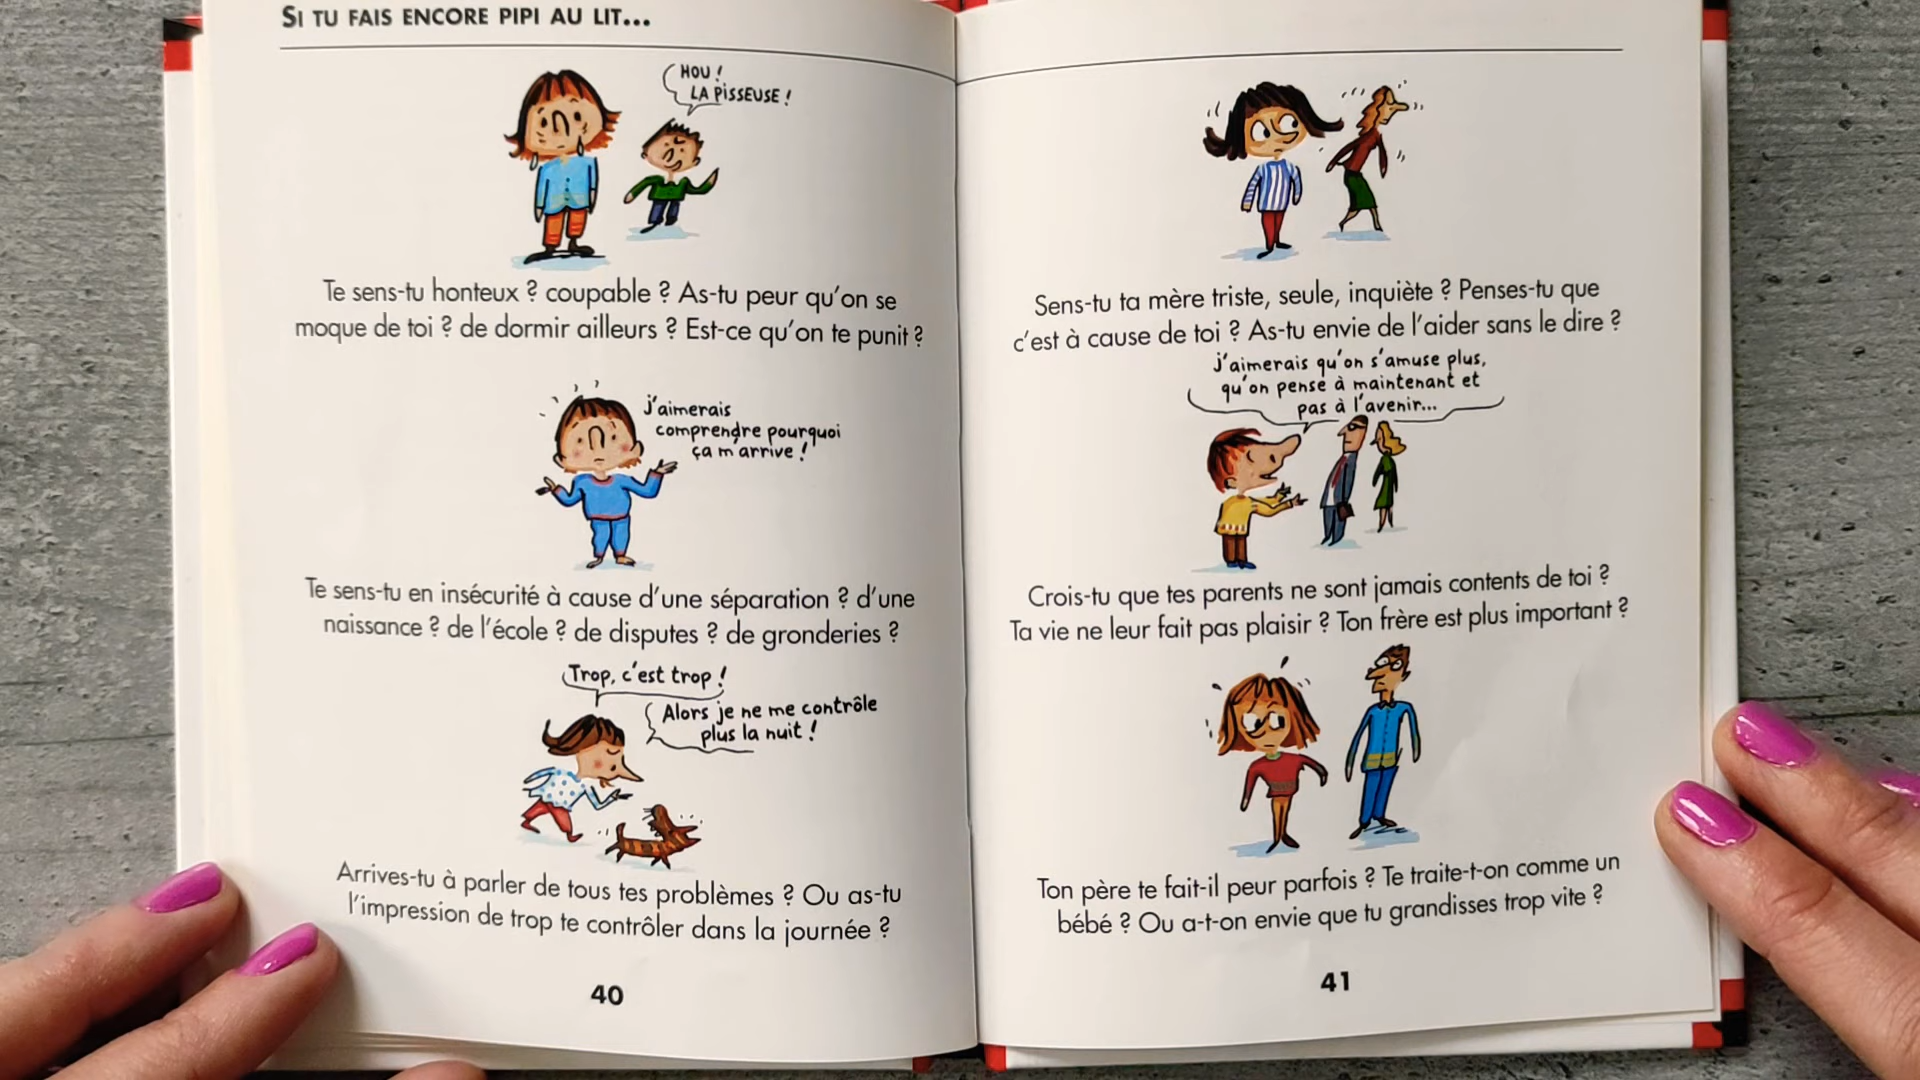 SI TU FAIS ENCORE PIPI AU LIT...
HOU !
LA PISSEUSE !
Te sens-tu honteux ? coupable ? As-tu peur qu'on se
moque de toi ? de dormir ailleurs ? Est-ce qu'on te punit ?
j'aimerais
comprendre pourquoi
ça m'arrive !
Te sens-tu en insécurité à cause d'une séparation ? d'une
naissance ? de l'école ? de disputes ? de gronderies ?
Trop, c'est trop !
Alors je ne me contrôle
plus la nuit !
Arrives-tu à parler de tous tes problèmes ? Ou as-tu
l'impression de trop te contrôler dans la journée ?
40
Sens-tu ta mère triste, seule, inquiète ? Penses-tu que
c'est à cause de toi ? As-tu envie de l'aider sans le dire ?
j'aimerais qu'on s'amuse plus,
qu'on pense à maintenant et
pas à l'avenir...
Crois-tu que tes parents ne sont jamais contents de toi ?
Ta vie ne leur fait pas plaisir ? Ton frère est plus important ?
Ton père te fait-il peur parfois ? Te traite-t-on comme un
bébé ? Ou a-t-on envie que tu grandisses trop vite ?
41